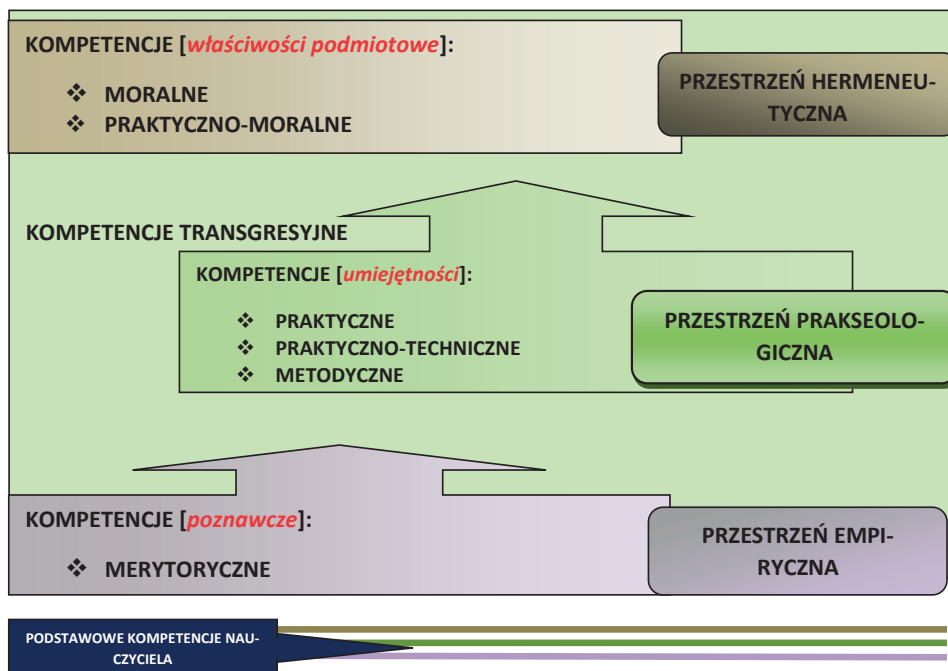 KOMPETENCJE [właściwości podmiotowe]:
❖ MORALNE
❖ PRAKTYCZNO-MORALNE
PRZESTRZEŃ HERMENEU-
TYCZNA
KOMPETENCJE TRANSGRESYJNE
KOMPETENCJE [umiejętności]:
❖ PRAKTYCZNE
❖ PRAKTYCZNO-TECHNICZNE
❖ METODYCZNE
PRZESTRZEŃ PRAKSEOLO-
GICZNA
KOMPETENCJE [poznawcze]:
❖ MERYTORYCZNE
PRZESTRZEŃ EMPI-
RYCZNA
PODSTAWOWE KOMPETENCJE NAU-
CZYCIELA